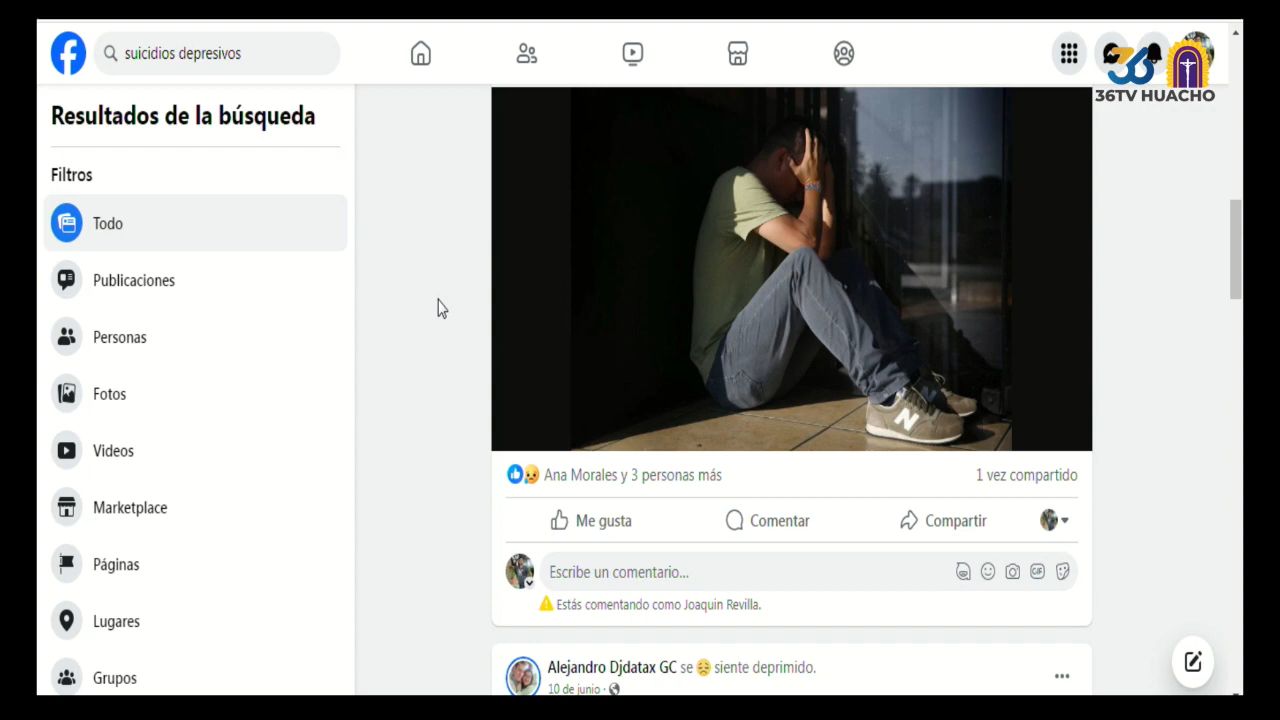 suicidios depresivos
36
36TV HUACHO
Resultados de la búsqueda
Filtros
Todo
Publicaciones
Personas
Fotos
Videos
Marketplace
Páginas
Lugares
Grupos
N
Ana Morales y 3 personas más
1 vez compartido
Me gusta
Comentar
Compartir
Escribe un comentario...
GIF
Estás comentando como Joaquin Revilla.
Alejandro Djdatax GC se siente deprimido.
10 de junio ·